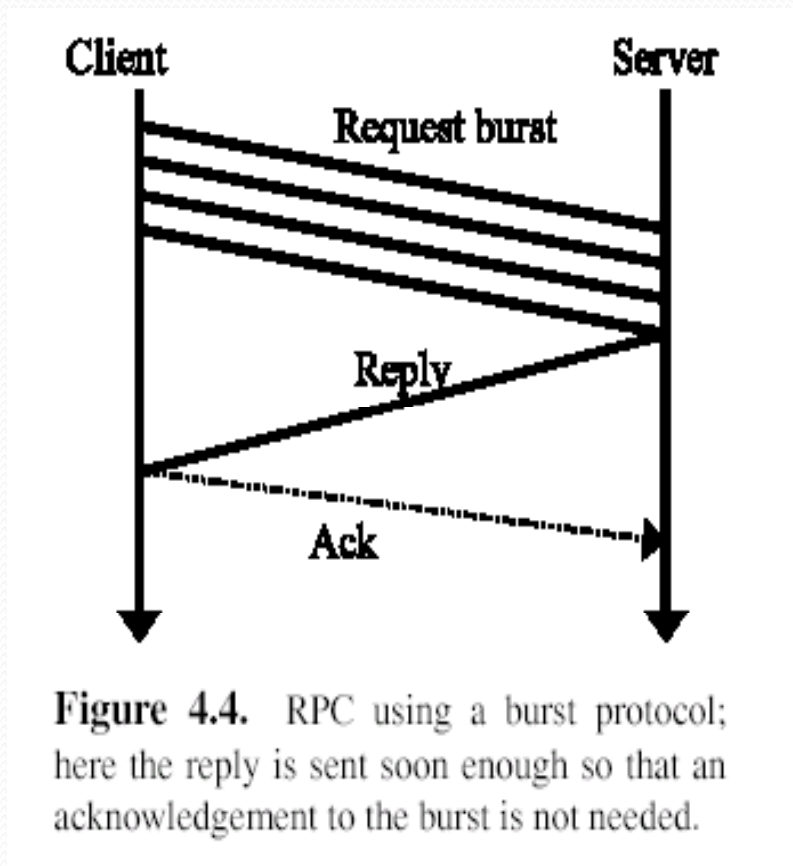 Client Server
Request burst
Reply
Ack
Figure 4.4. RPC using a burst protocol;
here the reply is sent soon enough so that an
acknowledgement to the burst is not needed.